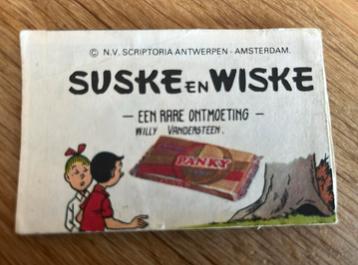 © N.V. SCRIPTORIA ANTWERPEN - AMSTERDAM.
SUSKE EN WISKE
— EEN RARE ONTMOETING —
WILLY VANDERSTEEN.
PANKY